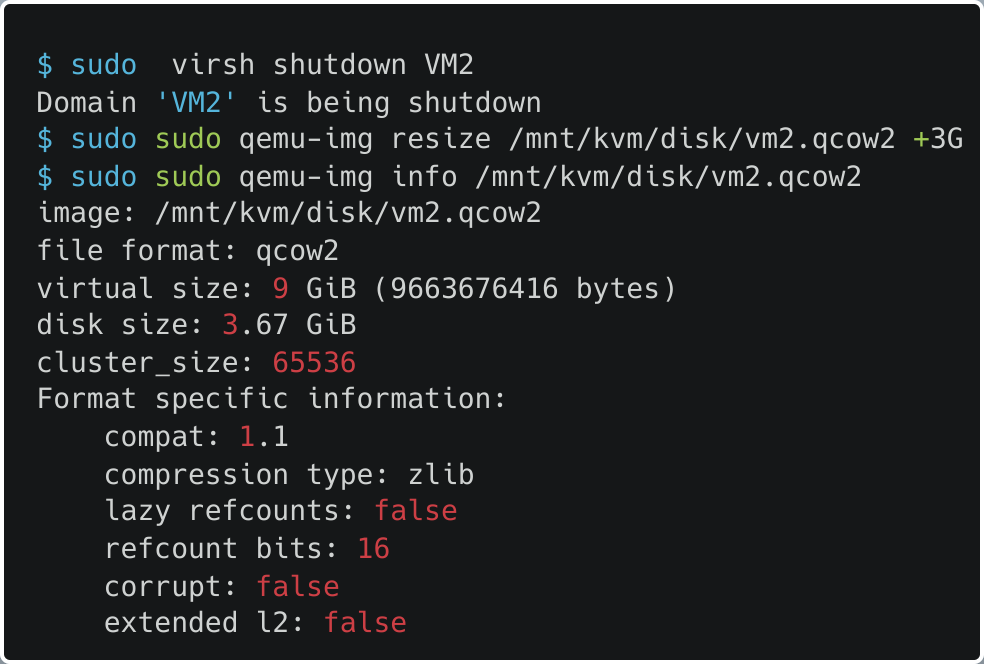 $ sudo  virsh shutdown VM2
Domain 'VM2' is being shutdown
$ sudo sudo qemu-img resize /mnt/kvm/disk/vm2.qcow2 +3G
$ sudo sudo qemu-img info /mnt/kvm/disk/vm2.qcow2
image: /mnt/kvm/disk/vm2.qcow2
file format: qcow2
virtual size: 9 GiB (9663676416 bytes)
disk size: 3.67 GiB
cluster_size: 65536
Format specific information:
    compat: 1.1
    compression type: zlib
    lazy refcounts: false
    refcount bits: 16
    corrupt: false
    extended l2: false